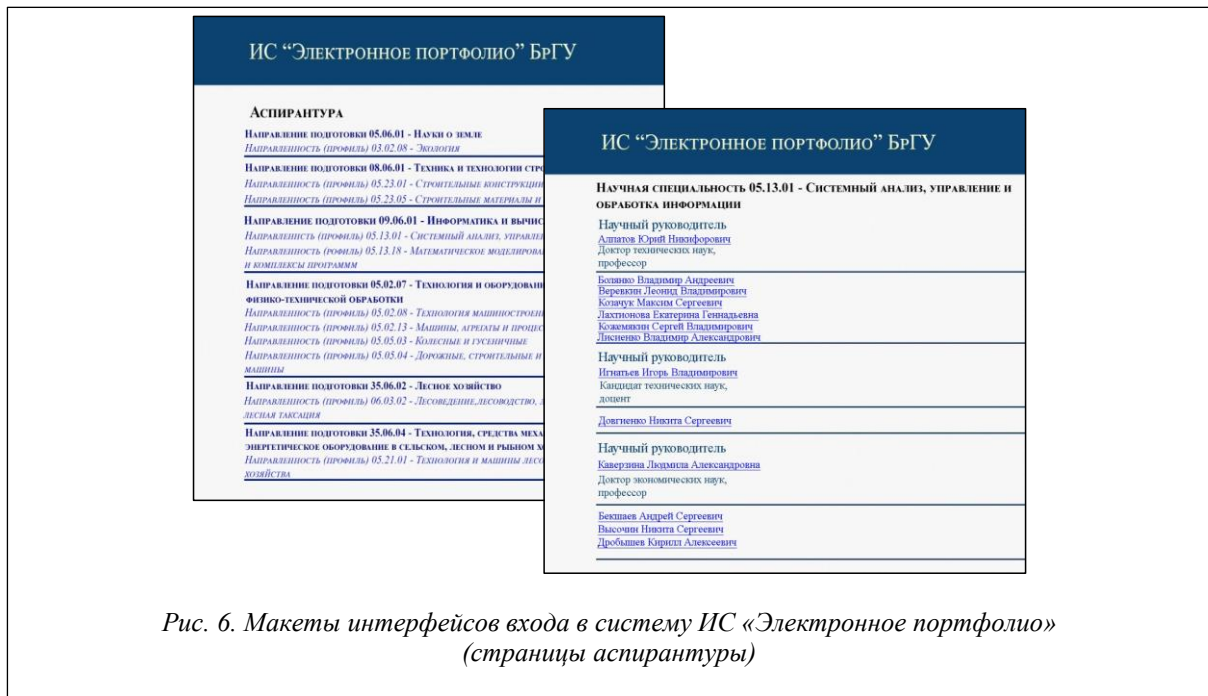 ИС “Электронное портфолио” БрГУ
Аспирантура
Направление подготовки 05.06.01 - Науки о земле
Направленность (профиль) 03.02.08 - Экология
Направление подготовки 08.06.01 - Техника и технологии стро
Направленность (профиль) 05.23.01 - Строительные конструкции
Направленность (профиль) 05.23.05 - Строительные материалы и
Направление подготовки 09.06.01 - Информатика и вычис
Направленнсть (профиль) 05.13.01 - Системный анализ, управле
Направленность (рофиль) 05.13.18 - Математическое моделирова
и комплексы программм
Направление подготовки 05.02.07 - Технология и оборудован
физико-технической обработки
Направленность (профиль) 05.02.08 - Технология машиностроен
Направленность (профиль) 05.02.13 - Машины, агрегаты и процес
Направленность (профиль) 05.05.03 - Колесные и гусеничные
Направленность (профиль) 05.05.04 - Дорожные, строительные и
машины
Направление подготовки 35.06.02 - Лесное хозяйство
Направленность (профиль) 06.03.02 - Лесоведение,лесоводство,
лесная таксация
Направление подготовки 35.06.04 - Технология, средства меха
энергетическое оборудование в сельском, лесном и рыбном х
Направленность (профиль) 05.21.01 - Технология и машины лесо
хозяйства
ИС “Электронное портфолио” БрГУ
Научная специальность 05.13.01 - Системный анализ, управление и
обработка информации
Научный руководитель
Алпатов Юрий Никифорович
Доктор технических наук,
профессор
Боляко Владимир Андреевич
Веревкин Леонид Владимирович
Козачук Максим Сергеевич
Лахтионова Екатерина Геннадьевна
Кожемякин Сергей Владимирович
Лисненко Владимир Александрович
Научный руководитель
Игнатьев Игорь Владимирович
Кандидат технических наук,
доцент
Довгиенко Никита Сергеевич
Научный руководитель
Каверзина Людмила Александровна
Доктор экономических наук,
профессор
Бекшаев Андрей Сергеевич
Высочин Никита Сергеевич
Дробышев Кирилл Алексеевич
Рис. 6. Макеты интерфейсов входа в систему ИС «Электронное портфолио»
(страницы аспирантуры)